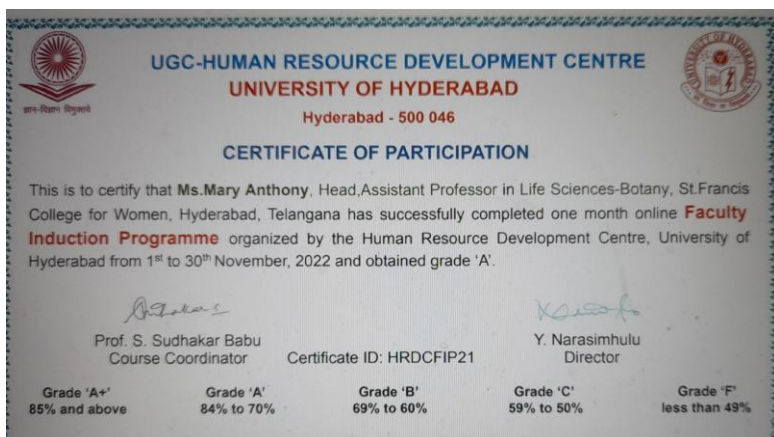 UGC-HUMAN RESOURCE DEVELOPMENT CENTRE
UNIVERSITY OF HYDERABAD
Hyderabad - 500 046
ज्ञान-विज्ञान विमुक्तये
UNIVERSITY OF HYDERABAD
CERTIFICATE OF PARTICIPATION
This is to certify that Ms.Mary Anthony, Head,Assistant Professor in Life Sciences-Botany, St.Francis
College for Women, Hyderabad, Telangana has successfully completed one month online Faculty
Induction Programme organized by the Human Resource Development Centre, University of
Hyderabad from 1st to 30th November, 2022 and obtained grade ‘A’.
Prof. S. Sudhakar Babu
Course Coordinator
Certificate ID: HRDCFIP21
Y. Narasimhulu
Director
Grade ‘A+’ Grade ‘A’ Grade ‘B’ Grade ‘C’ Grade ‘F’
85% and above 84% to 70% 69% to 60% 59% to 50% less than 49%